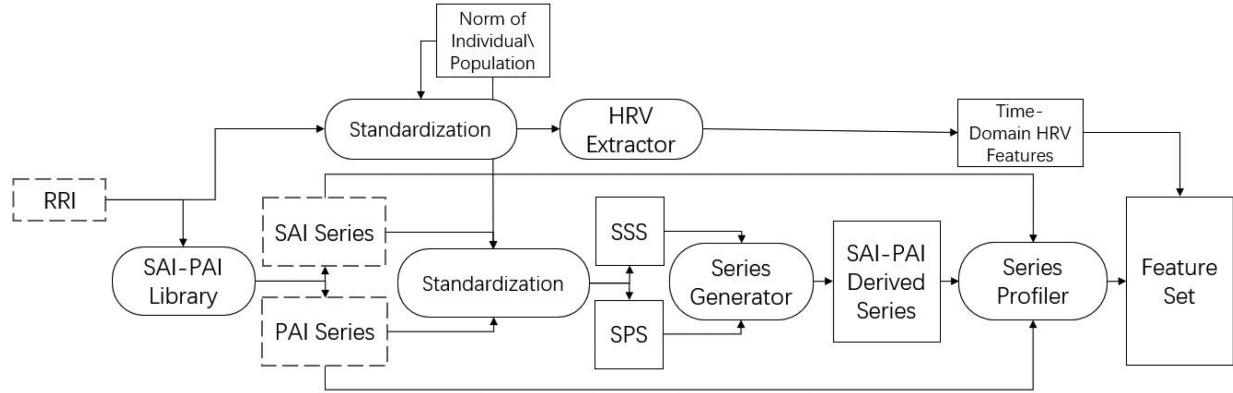 Norm of
Individual\
Population
Standardization
HRV
Extractor
Time-
Domain HRV
Features
RRI
SAI-PAI
Library
SAI Series
PAI Series
Standardization
SSS
SPS
Series
Generator
SAI-PAI
Derived
Series
Series
Profiler
Feature
Set